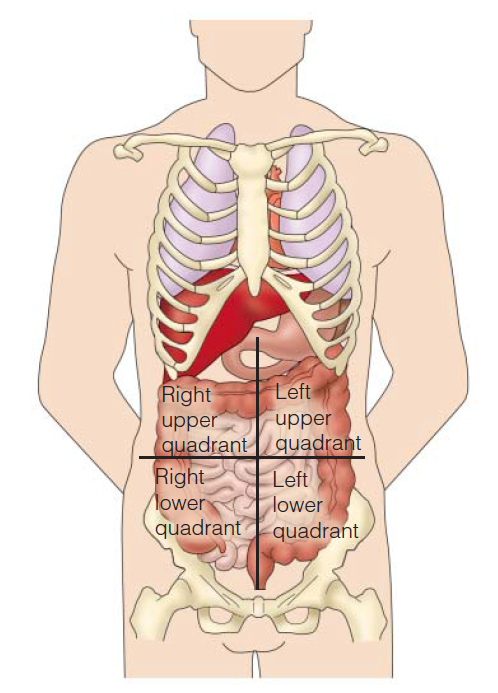 Right
upper
quadrant
Left
upper
quadrant
Right
lower
quadrant
Left
lower
quadrant